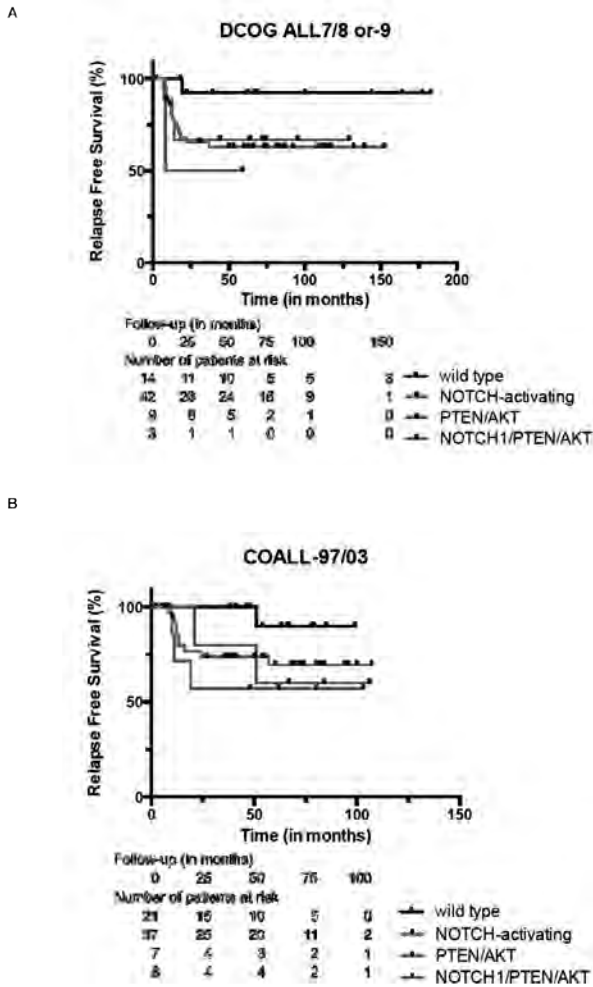 A
DCOG ALL7/8 or-9
Relapse Free Survival (%)
100
50
0
0 50 100 150 200
Time (in months)
Follow-up (in months)
0 25 50 75 100 150
Number of patients at risk
14 11 10 5 5 3 wild type
42 28 24 16 9 1 NOTCH-activating
9 6 5 2 1 0 PTEN/AKT
3 1 1 0 0 0 NOTCH1/PTEN/AKT
B
COALL-97/03
Relapse Free Survival (%)
100
50
0
0 50 100 150
Time (in months)
Follow-up (in months)
0 25 50 75 100
Number of patients at risk
21 15 10 5 0 wild type
37 25 20 11 2 NOTCH-activating
7 4 3 2 1 PTEN/AKT
8 4 4 2 1 NOTCH1/PTEN/AKT